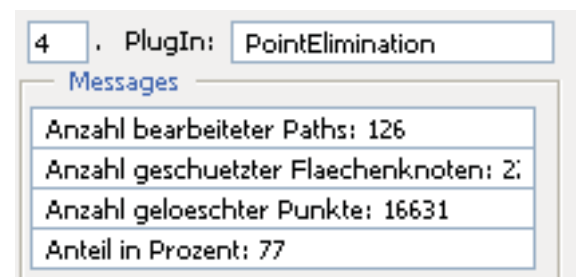 4 . PlugIn: PointElimination
Messages
Anzahl bearbeiteter Paths: 126
Anzahl geschuetzter Flaechenknoten:
Anzahl geloeschter Punkte: 16631
Anteil in Prozent: 77